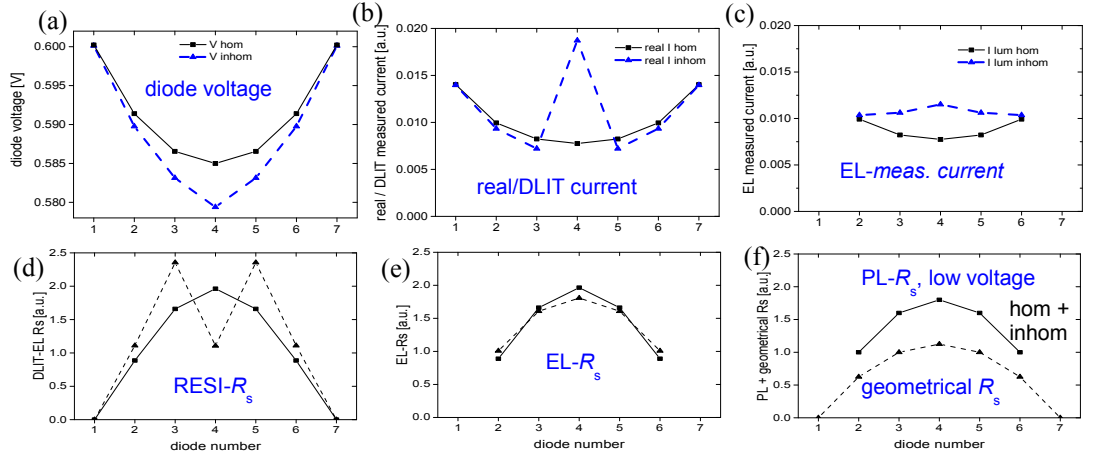 (a)
diode voltage [V]
0.600
0.595
0.590
0.585
0.580
V hom
V inhom
diode voltage
1 2 3 4 5 6 7
diode number
(b)
real / DLIT measured current [a.u.]
0.020
0.015
0.010
0.005
0.000
real I hom
real I inhom
real/DLIT current
1 2 3 4 5 6 7
diode number
(c)
EL measured current [a.u.]
0.020
0.015
0.010
0.005
0.000
I lum hom
I lum inhom
EL-meas. current
1 2 3 4 5 6 7
diode number
(d)
DLIT-EL Rs [a.u.]
2.5
2.0
1.5
1.0
0.5
0.0
RESI-Rs
1 2 3 4 5 6 7
diode number
(e)
EL-Rs [a.u.]
2.5
2.0
1.5
1.0
0.5
0.0
EL-Rs
1 2 3 4 5 6 7
diode number
(f)
PL + geometrical Rs [a.u.]
2.5
2.0
1.5
1.0
0.5
0.0
PL-Rs, low voltage
hom +
inhom
geometrical Rs
1 2 3 4 5 6 7
diode number